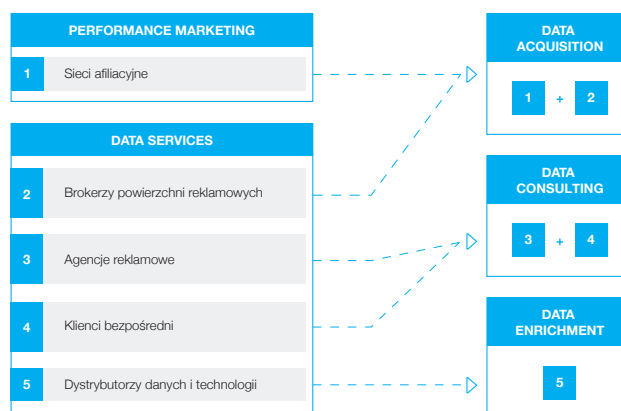 PERFORMANCE MARKETING
1 Sieci afiliacyjne
DATA SERVICES
2 Brokerzy powierzchni reklamowych
3 Agencje reklamowe
4 Klienci bezpośredni
5 Dystrybutorzy danych i technologii
DATA
ACQUISITION
1 + 2
DATA
CONSULTING
3 + 4
DATA
ENRICHMENT
5